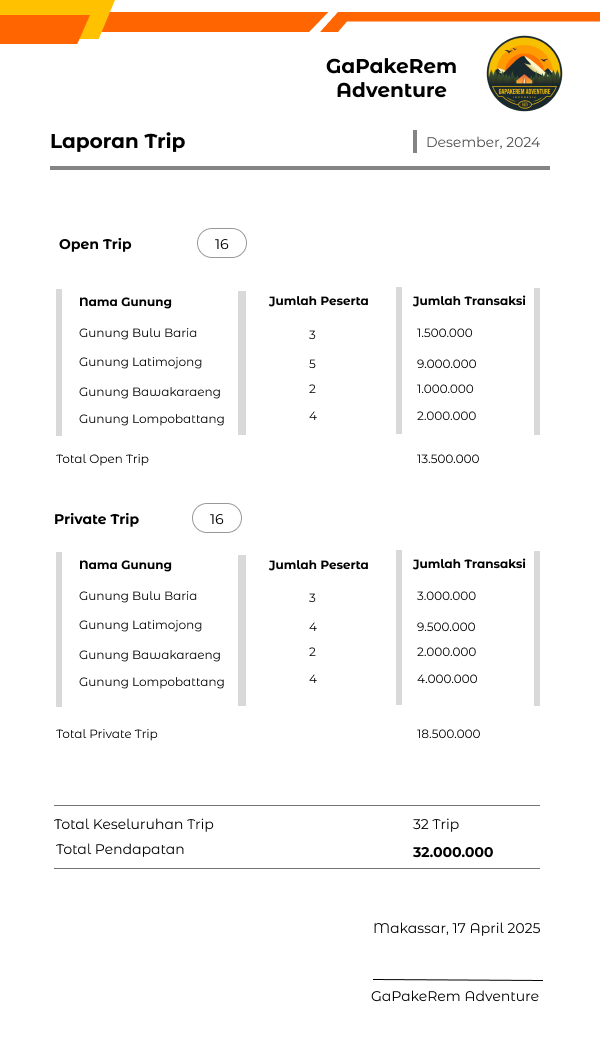 GaPakeRem
Adventure
GAPAKEREM ADVENTURE
Laporan Trip
Desember, 2024
Open Trip 16
Nama Gunung Jumlah Peserta Jumlah Transaksi
Gunung Bulu Baria 3 1.500.000
Gunung Latimojong 5 9.000.000
Gunung Bawakaraeng 2 1.000.000
Gunung Lompobattang 4 2.000.000
Total Open Trip 13.500.000
Private Trip 16
Nama Gunung Jumlah Peserta Jumlah Transaksi
Gunung Bulu Baria 3 3.000.000
Gunung Latimojong 4 9.500.000
Gunung Bawakaraeng 2 2.000.000
Gunung Lompobattang 4 4.000.000
Total Private Trip 18.500.000
Total Keseluruhan Trip 32 Trip
Total Pendapatan 32.000.000
Makassar, 17 April 2025
GaPakeRem Adventure